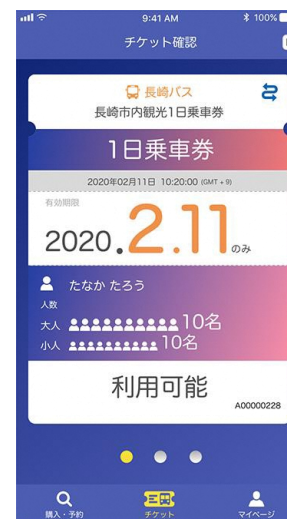 9:41 AM
100%
チケット確認
長崎バス
長崎市内観光1日乗車券
1日乗車券
2020年02月11日 10:20:00 (GMT + 9)
有効期限
2020.2.11のみ
たなか たろう
人数
大人 10名
小人 10名
利用可能
A00000228
購入・予約
チケット
マイページ